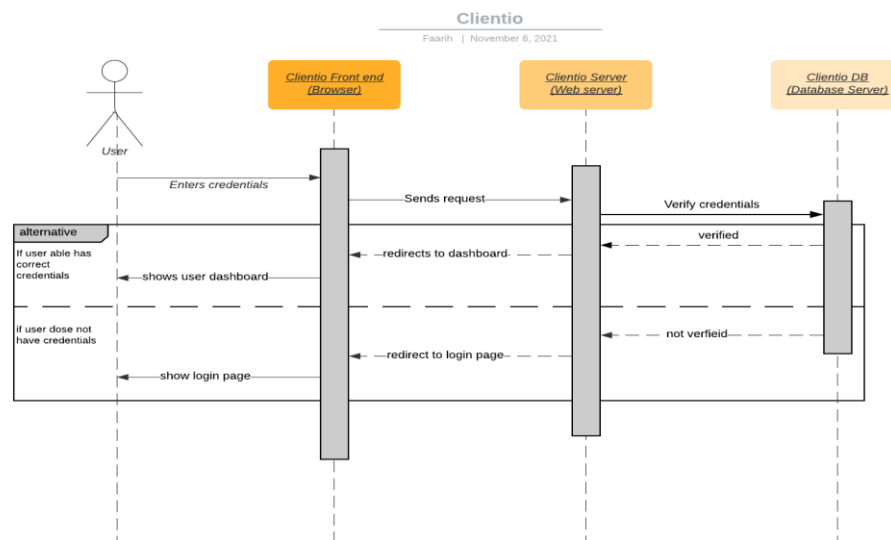 Clientio
Faarih | November 8, 2021
Clientio Front end
(Browser)
Clientio Server
(Web server)
Clientio DB
(Database Server)
User
Enters credentials
Sends request
Verify credentials
alternative
If user able has
correct
credentials
verified
redirects to dashboard
shows user dashboard
if user dose not
have credentials
not verfieid
redirect to login page
show login page